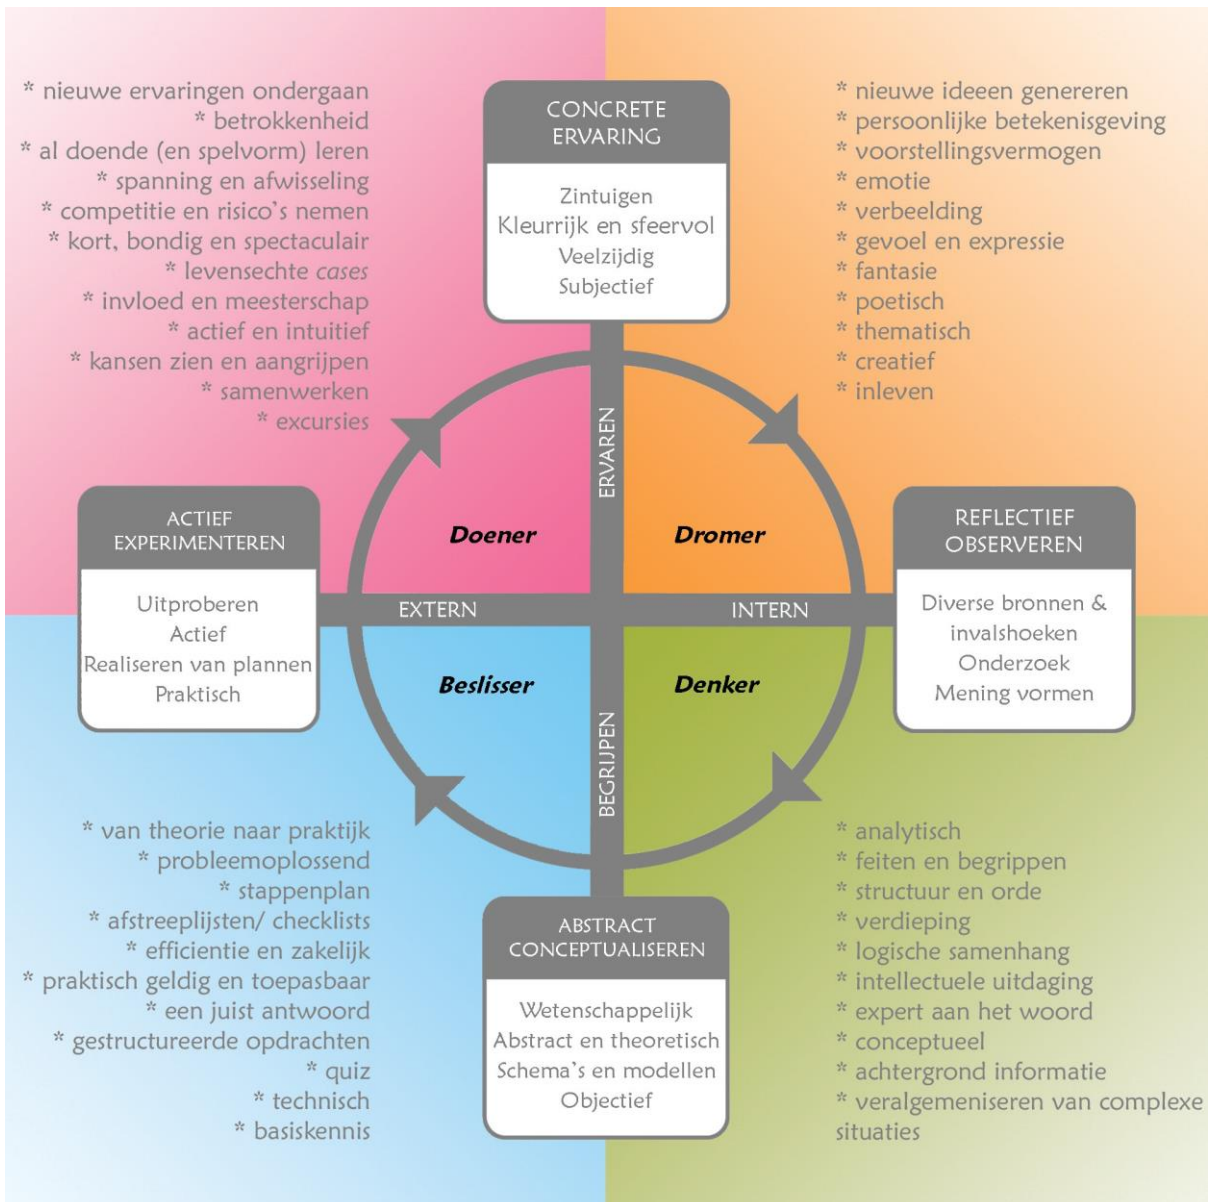 * nieuwe ervaringen ondergaan
* betrokkenheid
* al doende (en spelvorm) leren
* spanning en afwisseling
* competitie en risico's nemen
* kort, bondig en spectaculair
* levensechte cases
* invloed en meesterschap
* actief en intuitief
* kansen zien en aangrijpen
* samenwerken
* excursies
CONCRETE
ERVARING
Zintuigen
Kleurrijk en sfeervol
Veelzijdig
Subjectief
* nieuwe ideeen genereren
* persoonlijke betekenisgeving
* voorstellingsvermogen
* emotie
* verbeelding
* gevoel en expressie
* fantasie
* poetisch
* thematisch
* creatief
* inleven
ERVAREN
Doener
Dromer
ACTIEF
EXPERIMENTEREN
Uitproberen
Actief
Realiseren van plannen
Praktisch
EXTERN
INTERN
REFLECTIEF
OBSERVEREN
Diverse bronnen &
invalshoeken
Onderzoek
Mening vormen
Beslisser
Denker
BEGRIJPEN
* van theorie naar praktijk
* probleemoplossend
* stappenplan
* afstreeplijsten/ checklists
* efficientie en zakelijk
* praktisch geldig en toepasbaar
* een juist antwoord
* gestructureerde opdrachten
* quiz
* technisch
* basiskennis
ABSTRACT
CONCEPTUALISEREN
Wetenschappelijk
Abstract en theoretisch
Schema's en modellen
Objectief
* analytisch
* feiten en begrippen
* structuur en orde
* verdieping
* logische samenhang
* intellectuele uitdaging
* expert aan het woord
* conceptueel
* achtergrond informatie
* veralgemeniseren van complexe
situaties